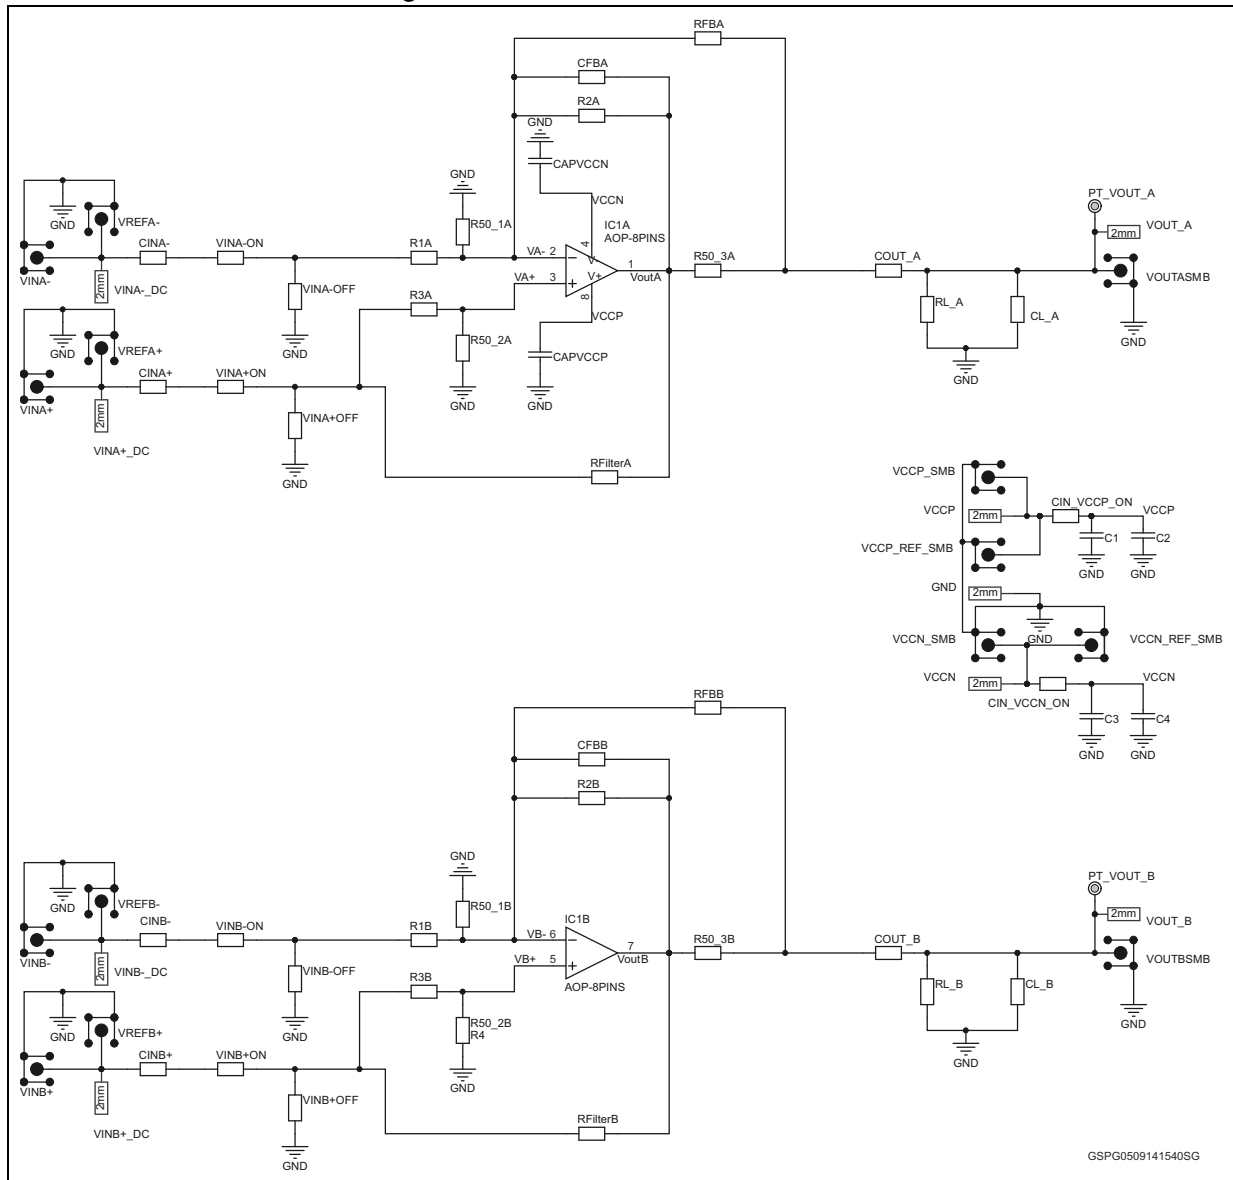 RFBA
CFBA
R2A
GND
CAPVCCN
VCCN
GND
R50_1A
IC1A
AOP-8PINS
4
V-
VA- 2
VA+ 3
1
VoutA
V+
8
VCCP
CAPVCCP
GND
GND
VREFA-
VINA-
2mm
VINA-_DC
CINA-
VINA-ON
VINA-OFF
GND
R1A
R3A
R50_2A
GND
GND
VREFA+
VINA+
2mm
VINA+_DC
CINA+
VINA+ON
VINA+OFF
GND
RFilterA
R50_3A
COUT_A
RL_A
CL_A
GND
PT_VOUT_A
2mm
VOUT_A
VOUTASMB
GND
VCCP_SMB
VCCP
2mm
CIN_VCCP_ON
VCCP
C1
C2
GND
GND
VCCP_REF_SMB
GND
2mm
GND
VCCN_SMB
VCCN_REF_SMB
VCCN
2mm
CIN_VCCN_ON
VCCN
C3
C4
GND
GND
RFBB
CFBB
R2B
GND
R50_1B
IC1B
VB- 6
VB+ 5
7
VoutB
AOP-8PINS
GND
VREFB-
VINB-
2mm
VINB-_DC
CINB-
VINB-ON
VINB-OFF
GND
R1B
R3B
R50_2B
R4
GND
GND
VREFB+
VINB+
2mm
VINB+_DC
CINB+
VINB+ON
VINB+OFF
GND
RFilterB
R50_3B
COUT_B
RL_B
CL_B
GND
PT_VOUT_B
2mm
VOUT_B
VOUTBSMB
GND
GSPG0509141540SG